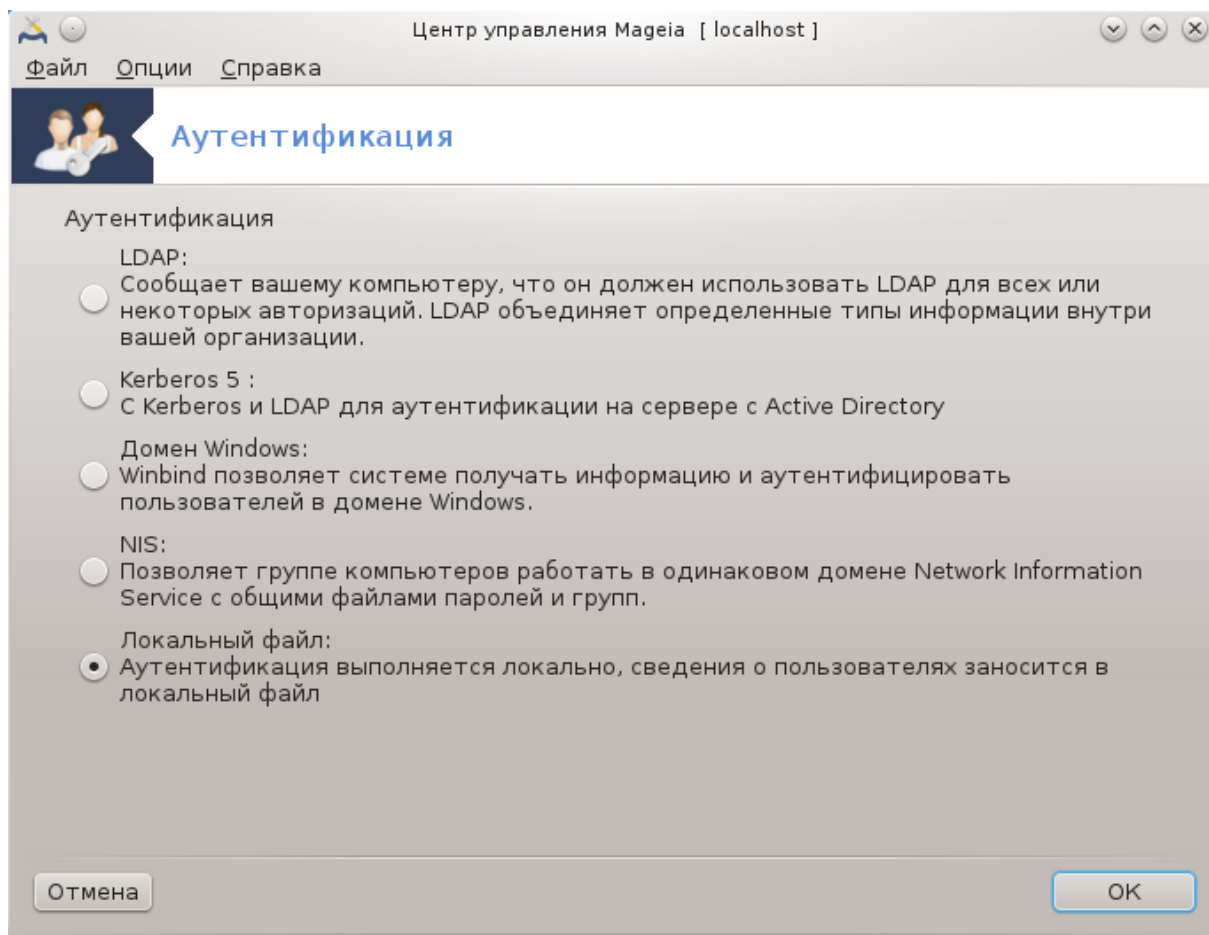 Центр управления Mageia [ localhost ]
Файл Опции Справка
Аутентификация
Аутентификация
LDAP:
Сообщает вашему компьютеру, что он должен использовать LDAP для всех или
некоторых авторизаций. LDAP объединяет определенные типы информации внутри
вашей организации.
Kerberos 5 :
С Kerberos и LDAP для аутентификации на сервере с Active Directory
Домен Windows:
Winbind позволяет системе получать информацию и аутентифицировать
пользователей в домене Windows.
NIS:
Позволяет группе компьютеров работать в одинаковом домене Network Information
Service с общими файлами паролей и групп.
Локальный файл:
Аутентификация выполняется локально, сведения о пользователях заносится в
локальный файл
Отмена
OK